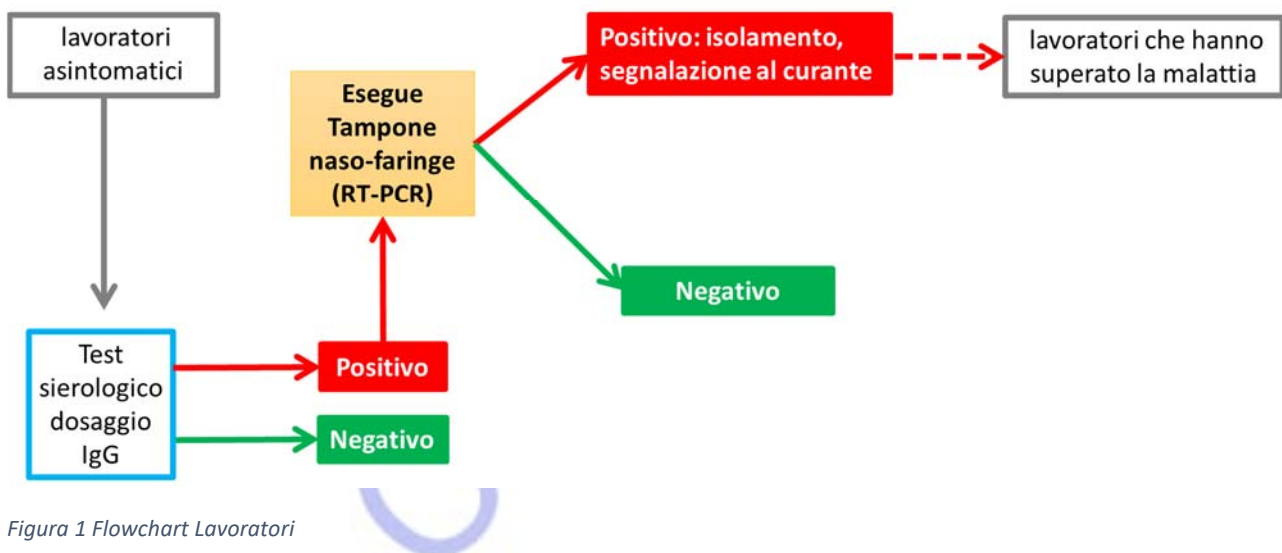 lavoratori
asintomatici
Test
sierologico
dosaggio
IgG
Positivo
Negativo
Esegue
Tampone
naso-faringe
(RT-PCR)
Positivo: isolamento,
segnalazione al curante
Negativo
lavoratori che hanno
superato la malattia
Figura 1 Flowchart Lavoratori